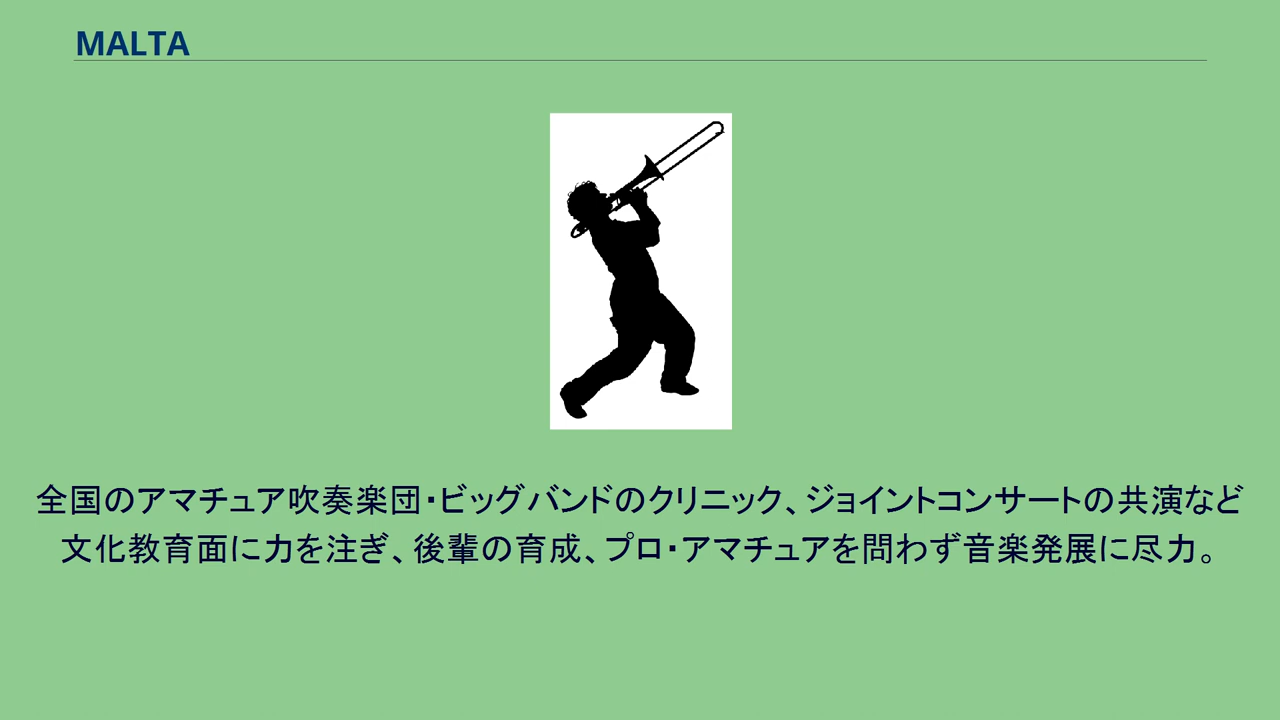 MALTA
全国のアマチュア吹奏楽団・ビッグバンドのクリニック、ジョイントコンサートの共演など
文化教育面に力を注ぎ、後輩の育成、プロ・アマチュアを問わず音楽発展に尽力。